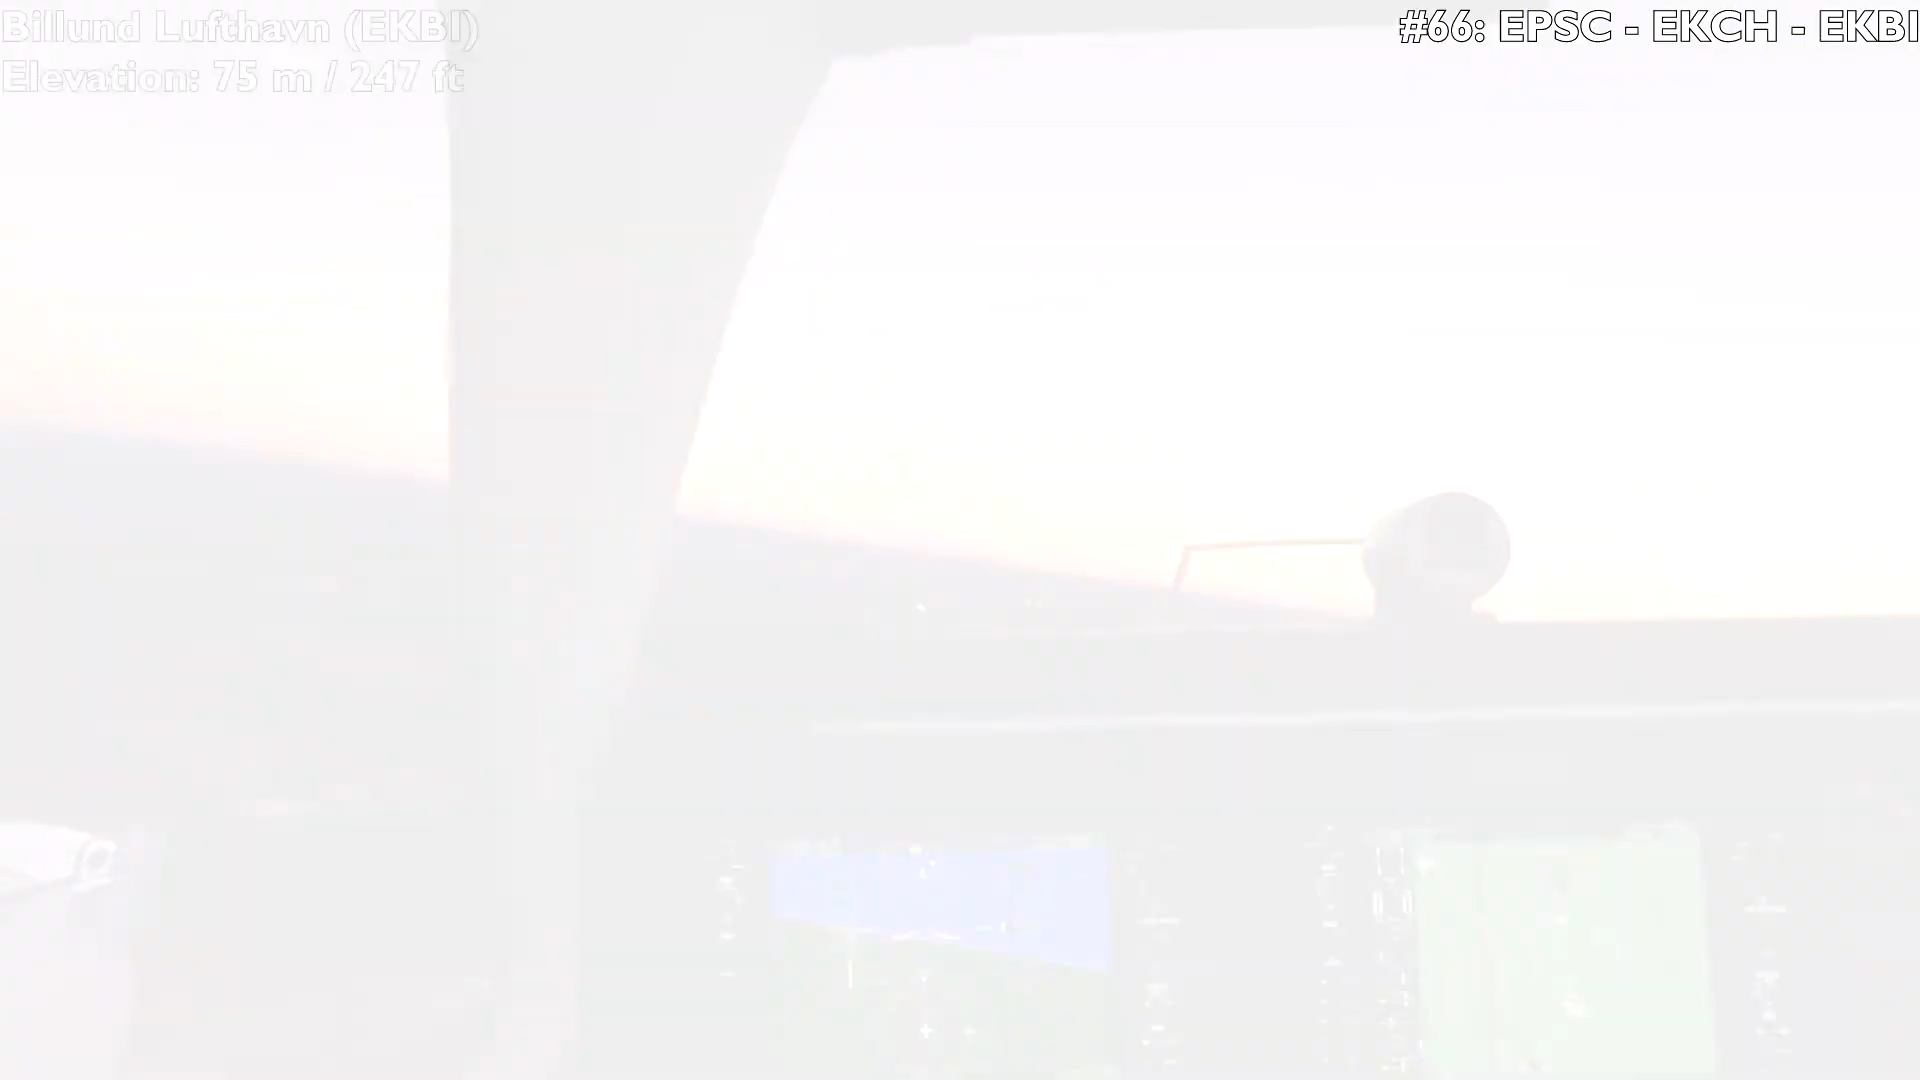 Billund Lufthavn (EKBI)
Elevation: 75 m / 247 ft
#66: EPSC - EKCH - EKBI